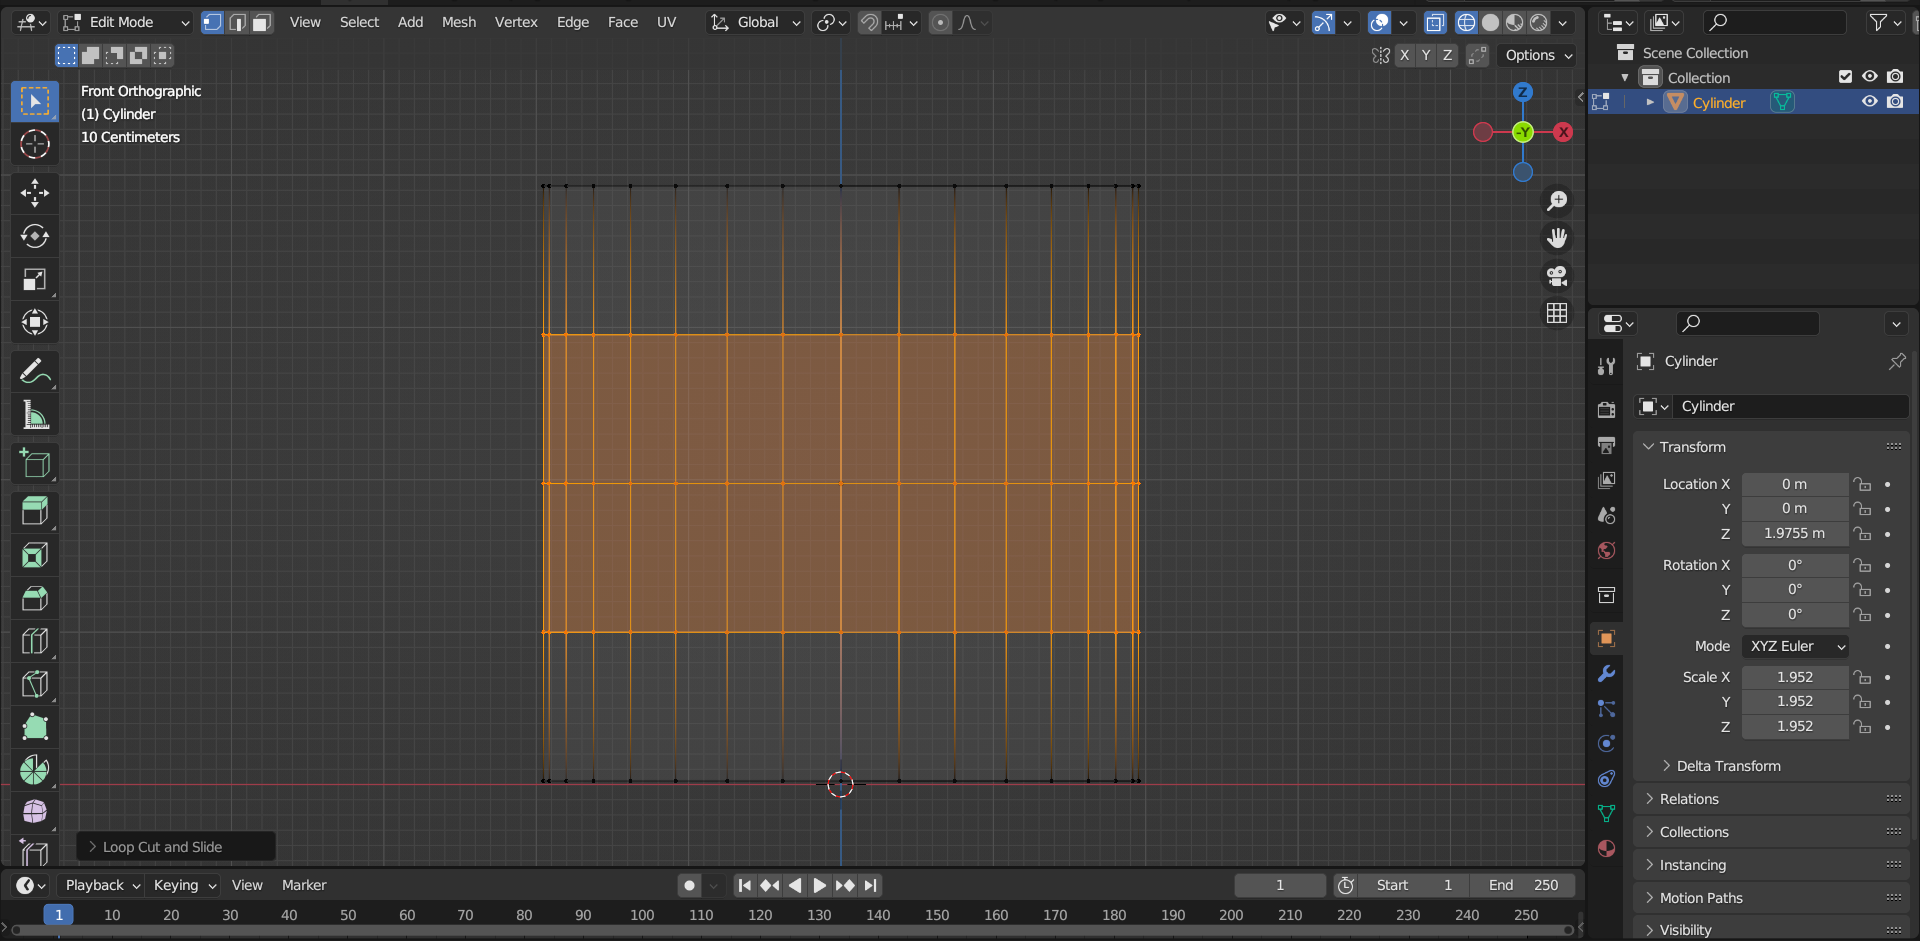 Edit Mode View Select Add Mesh Vertex Edge Face UV Global
X Y Z Options
Front Orthographic
(1) Cylinder
10 Centimeters
Z
-Y X
Loop Cut and Slide
Scene Collection
Collection
Cylinder
Cylinder
Cylinder
Transform
Location X 0 m
Y 0 m
Z 1.9755 m
Rotation X 0°
Y 0°
Z 0°
Mode XYZ Euler
Scale X 1.952
Y 1.952
Z 1.952
Delta Transform
Relations
Collections
Instancing
Motion Paths
Visibility
Playback Keying View Marker 1 Start 1 End 250
1 10 20 30 40 50 60 70 80 90 100 110 120 130 140 150 160 170 180 190 200 210 220 230 240 250